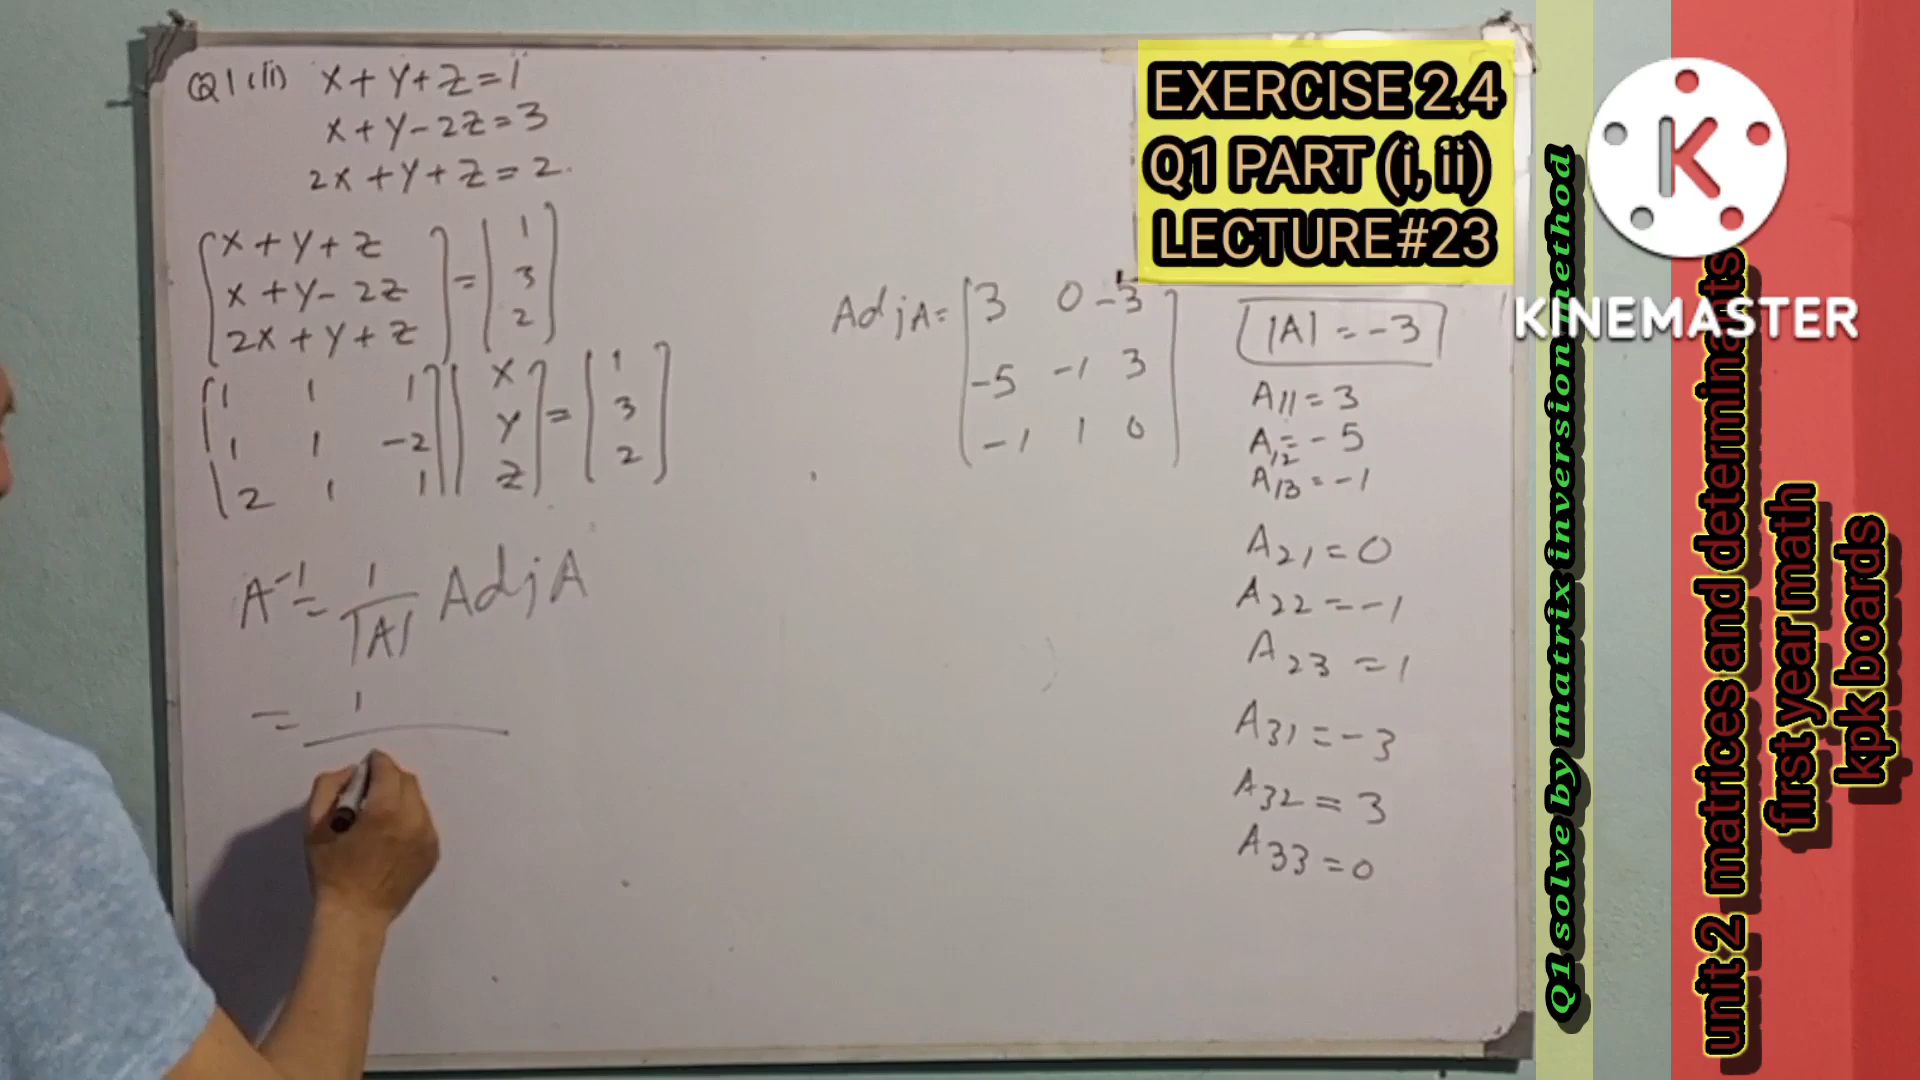 Q1(ii) x+y+z=1
x+y-2z=3
2x+y+z=2.
[x+y+z] = [1]
[x+y-2z] [3]
[2x+y+z] [2]
[1 1 1] [x] = [1]
[1 1 -2] [y] [3]
[2 1 1] [z] [2]
A⁻¹ = 1/|A| AdjA
= 1
AdjA = [3 0 -3]
[-5 -1 3]
[-1 1 0]
|A| = -3
A11=3
A12=-5
A13=-1
A21=0
A22=-1
A23=1
A31=-3
A32=3
A33=0
EXERCISE 2.4
Q1 PART (i, ii)
LECTURE#23
K
KINEMASTER
Q1 solve by matrix inversion method
unit 2 matrices and determinants
first year math
kpk boards